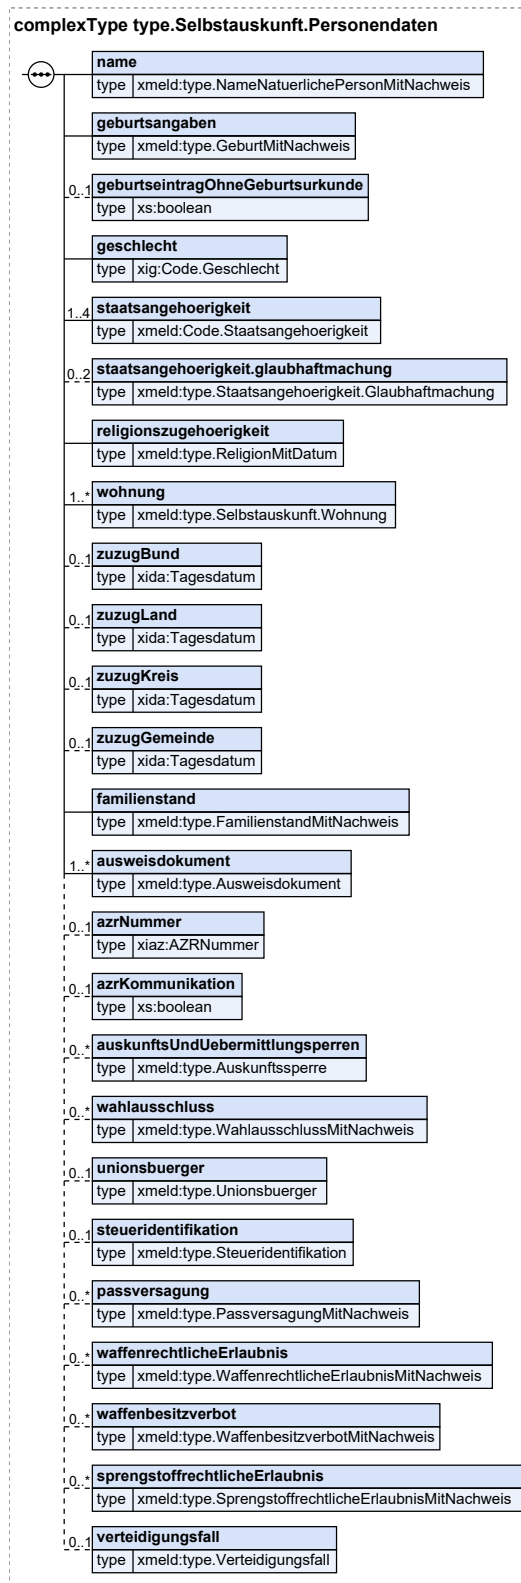 complexType type.Selbstauskunft.Personendaten
name
type xmeld:type.NameNatuerlichePersonMitNachweis
geburtsangaben
type xmeld:type.GeburtMitNachweis
0..1 geburtseintragOhneGeburtsurkunde
type xs:boolean
geschlecht
type xig:Code.Geschlecht
1..4 staatsangehoerigkeit
type xmeld:Code.Staatsangehoerigkeit
0..2 staatsangehoerigkeit.glaubhaftmachung
type xmeld:type.Staatsangehoerigkeit.Glaubhaftmachung
religionszugehoerigkeit
type xmeld:type.ReligionMitDatum
1..* wohnung
type xmeld:type.Selbstauskunft.Wohnung
0..1 zuzugBund
type xida:Tagesdatum
0..1 zuzugLand
type xida:Tagesdatum
0..1 zuzugKreis
type xida:Tagesdatum
0..1 zuzugGemeinde
type xida:Tagesdatum
familienstand
type xmeld:type.FamilienstandMitNachweis
1..* ausweisdokument
type xmeld:type.Ausweisdokument
0..1 azrNummer
type xiaz:AZRNummer
0..1 azrKommunikation
type xs:boolean
0..* auskunftsUndUebermittlungsperren
type xmeld:type.Auskunftssperre
0..* wahlausschluss
type xmeld:type.WahlausschlussMitNachweis
0..1 unionsbuerger
type xmeld:type.Unionsbuerger
0..1 steueridentifikation
type xmeld:type.Steueridentifikation
0..* passversagung
type xmeld:type.PassversagungMitNachweis
0..* waffenrechtlicheErlaubnis
type xmeld:type.WaffenrechtlicheErlaubnisMitNachweis
0..* waffenbesitzverbot
type xmeld:type.WaffenbesitzverbotMitNachweis
0..* sprengstoffrechtlicheErlaubnis
type xmeld:type.SprengstoffrechtlicheErlaubnisMitNachweis
0..1 verteidigungsfall
type xmeld:type.Verteidigungsfall